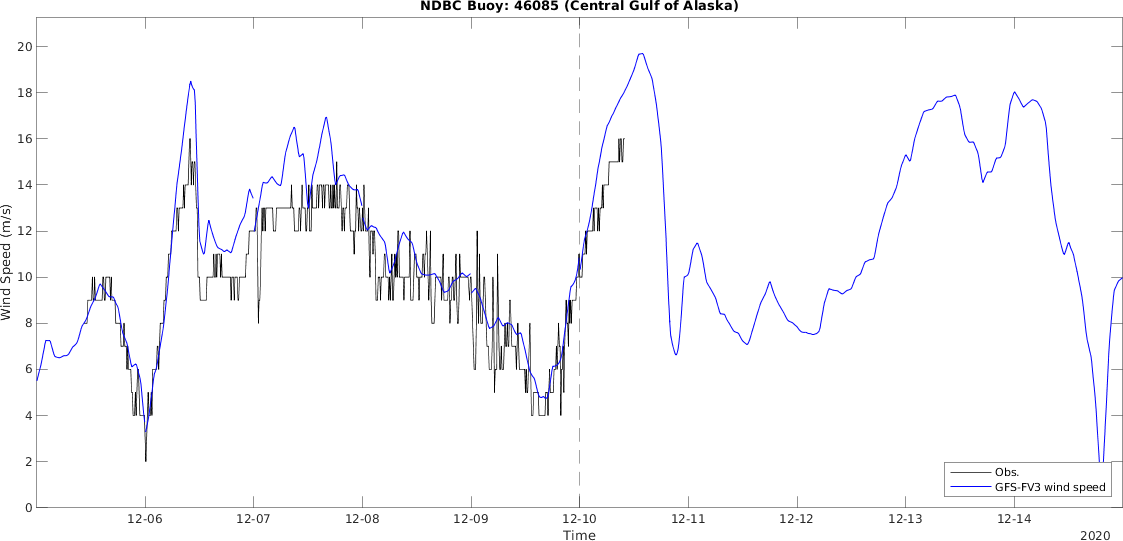 NDBC Buoy: 46085 (Central Gulf of Alaska)
Wind Speed (m/s)
20
18
16
14
12
10
8
6
4
2
0
Obs.
GFS-FV3 wind speed
12-06 12-07 12-08 12-09 12-10 12-11 12-12 12-13 12-14
Time
2020